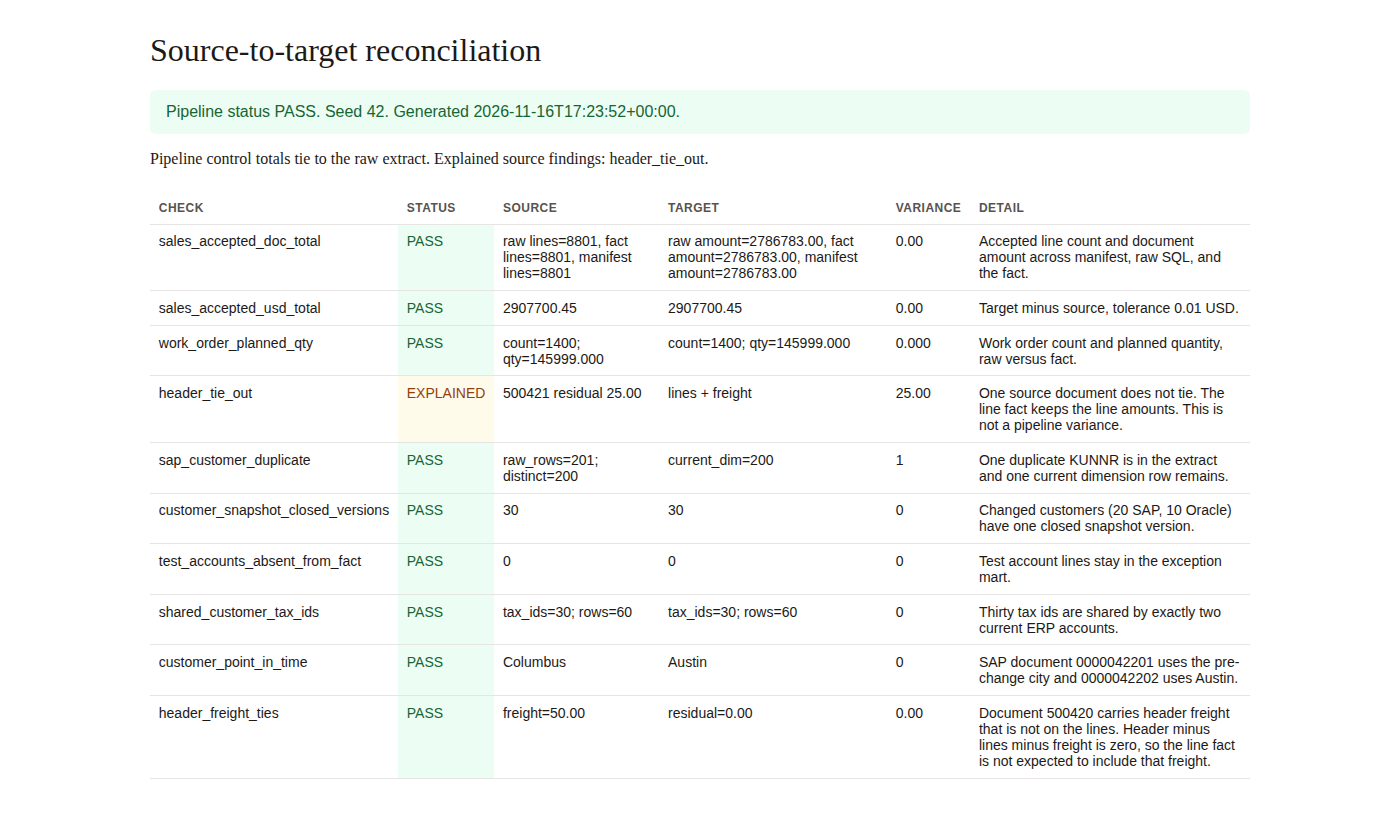 Source-to-target reconciliation
Pipeline status PASS. Seed 42. Generated 2026-11-16T17:23:52+00:00.
Pipeline control totals tie to the raw extract. Explained source findings: header_tie_out.
CHECK STATUS SOURCE TARGET VARIANCE DETAIL
sales_accepted_doc_total PASS raw lines=8801, fact raw amount=2786783.00, fact 0.00 Accepted line count and document
lines=8801, manifest amount=2786783.00, manifest amount across manifest, raw SQL, and
lines=8801 amount=2786783.00 the fact.
sales_accepted_usd_total PASS 2907700.45 2907700.45 0.00 Target minus source, tolerance 0.01 USD.
work_order_planned_qty PASS count=1400; count=1400; qty=145999.000 0.000 Work order count and planned quantity,
qty=145999.000 raw versus fact.
header_tie_out EXPLAINED 500421 residual 25.00 lines + freight 25.00 One source document does not tie. The
line fact keeps the line amounts. This is
not a pipeline variance.
sap_customer_duplicate PASS raw_rows=201; current_dim=200 1 One duplicate KUNNR is in the extract
distinct=200 and one current dimension row remains.
customer_snapshot_closed_versions PASS 30 30 0 Changed customers (20 SAP, 10 Oracle)
have one closed snapshot version.
test_accounts_absent_from_fact PASS 0 0 0 Test account lines stay in the exception
mart.
shared_customer_tax_ids PASS tax_ids=30; rows=60 tax_ids=30; rows=60 0 Thirty tax ids are shared by exactly two
current ERP accounts.
customer_point_in_time PASS Columbus Austin 0 SAP document 0000042201 uses the pre-
change city and 0000042202 uses Austin.
header_freight_ties PASS freight=50.00 residual=0.00 0.00 Document 500420 carries header freight
that is not on the lines. Header minus
lines minus freight is zero, so the line fact
is not expected to include that freight.